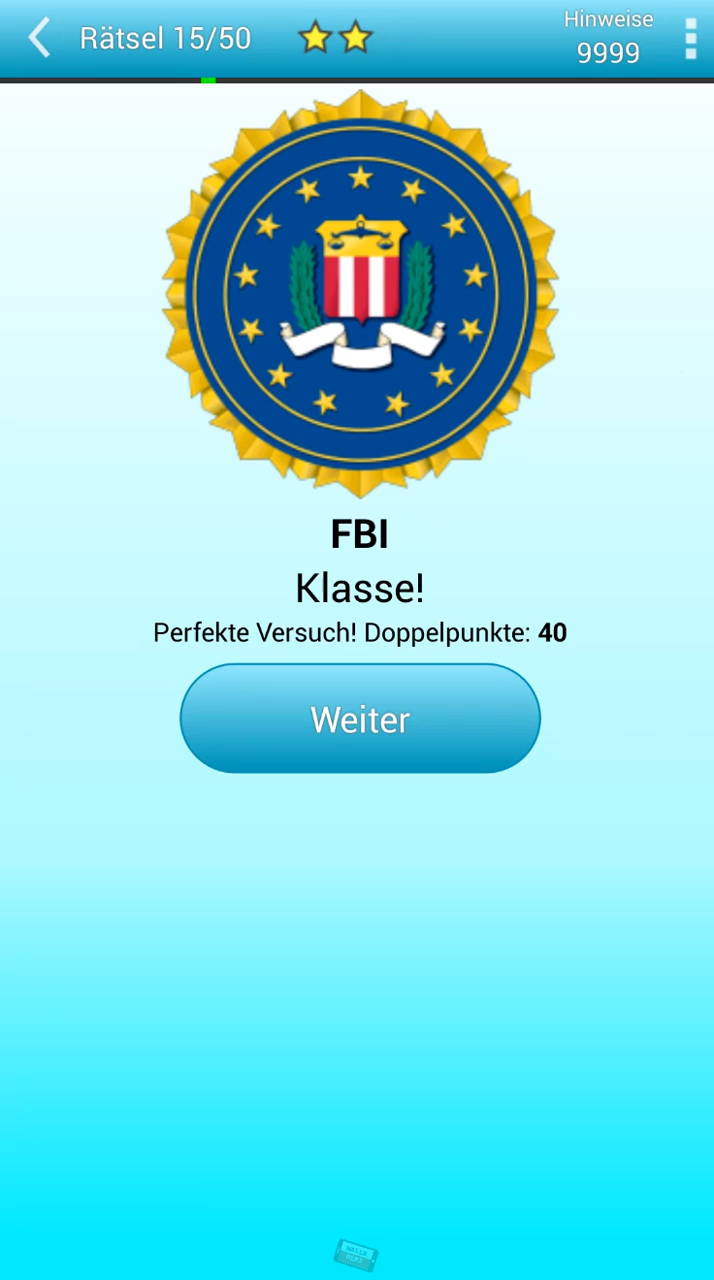 Rätsel 15/50
Hinweise
9999
FBI
Klasse!
Perfekte Versuch! Doppelpunkte: 40
Weiter